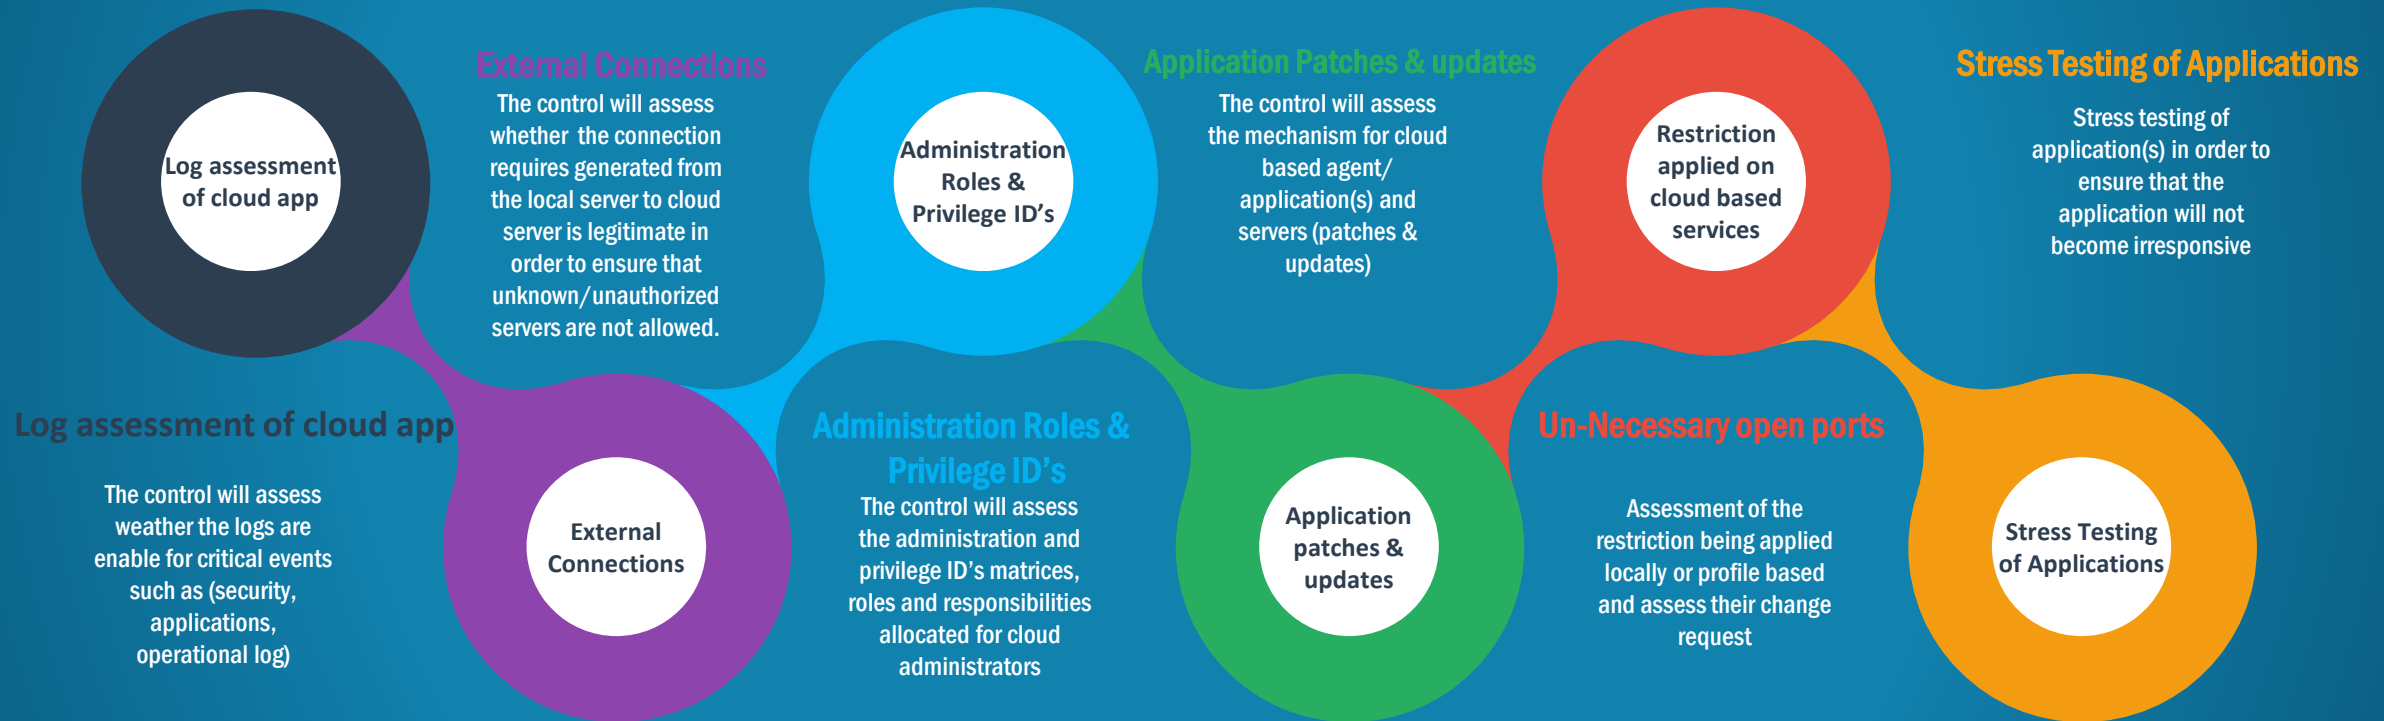 Log assessment
of cloud app
Log assessment of cloud app
The control will assess
weather the logs are
enable for critical events
such as (security,
applications,
operational log)
External Connections
The control will assess
whether the connection
requires generated from
the local server to cloud
server is legitimate in
order to ensure that
unknown/unauthorized
servers are not allowed.
External
Connections
Administration
Roles &
Privilege ID’s
Administration Roles &
Privilege ID’s
The control will assess
the administration and
privilege ID’s matrices,
roles and responsibilities
allocated for cloud
administrators
Application Patches & updates
The control will assess
the mechanism for cloud
based agent/
application(s) and
servers (patches &
updates)
Application
patches &
updates
Restriction
applied on
cloud based
services
Un-Necessary open ports
Assessment of the
restriction being applied
locally or profile based
and assess their change
request
Stress Testing of Applications
Stress testing of
application(s) in order to
ensure that the
application will not
become irresponsive
Stress Testing
of Applications